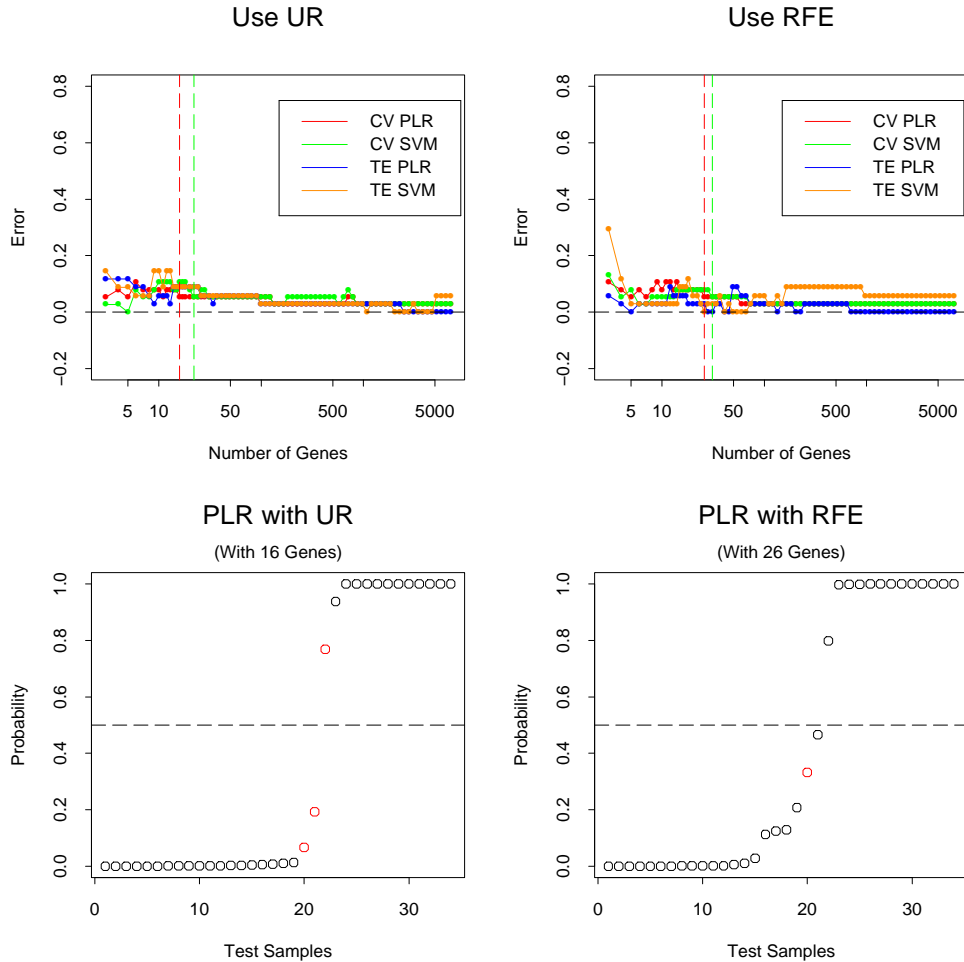 Use UR
Error
0.8
0.6
0.4
0.2
0.0
−0.2
CV PLR
CV SVM
TE PLR
TE SVM
5 10 50 500 5000
Number of Genes
Use RFE
Error
0.8
0.6
0.4
0.2
0.0
−0.2
CV PLR
CV SVM
TE PLR
TE SVM
5 10 50 500 5000
Number of Genes
PLR with UR
(With 16 Genes)
Probability
1.0
0.8
0.6
0.4
0.2
0.0
0 10 20 30
Test Samples
PLR with RFE
(With 26 Genes)
Probability
1.0
0.8
0.6
0.4
0.2
0.0
0 10 20 30
Test Samples